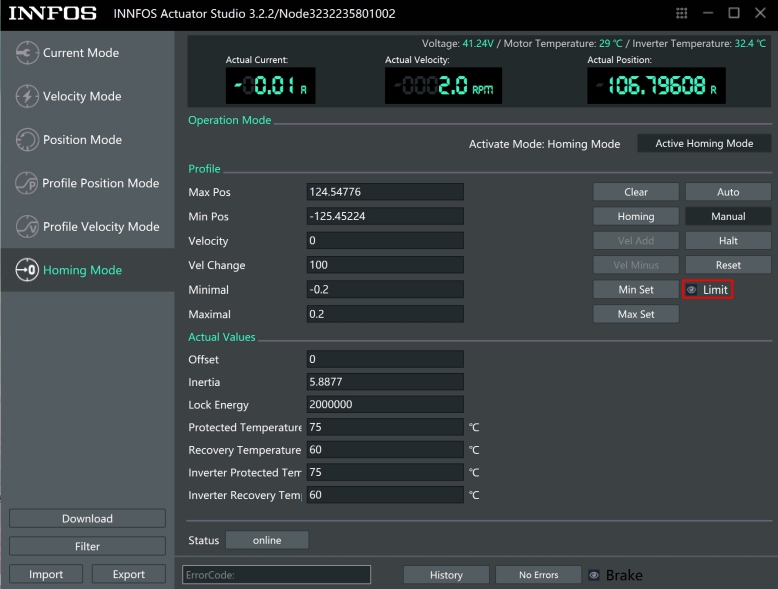 INNFOS INNFOS Actuator Studio 3.2.2/Node3232235801002
Current Mode
Velocity Mode
Position Mode
Profile Position Mode
Profile Velocity Mode
Homing Mode
Download
Filter
Import Export
Voltage: 41.24V / Motor Temperature: 29 ℃ / Inverter Temperature: 32.4 ℃
Actual Current: Actual Velocity: Actual Position:
-0.01 A -0002.0 RPM -106.79608 R
Operation Mode
Activate Mode: Homing Mode Active Homing Mode
Profile
Max Pos 124.54776 Clear Auto
Min Pos -125.45224 Homing Manual
Velocity 0 Vel Add Halt
Vel Change 100 Vel Minus Reset
Minimal -0.2 Min Set Limit
Maximal 0.2 Max Set
Actual Values
Offset 0
Inertia 5.8877
Lock Energy 2000000
Protected Temperature 75 ℃
Recovery Temperature 60 ℃
Inverter Protected Tem 75 ℃
Inverter Recovery Tem 60 ℃
Status online
ErrorCode: History No Errors Brake